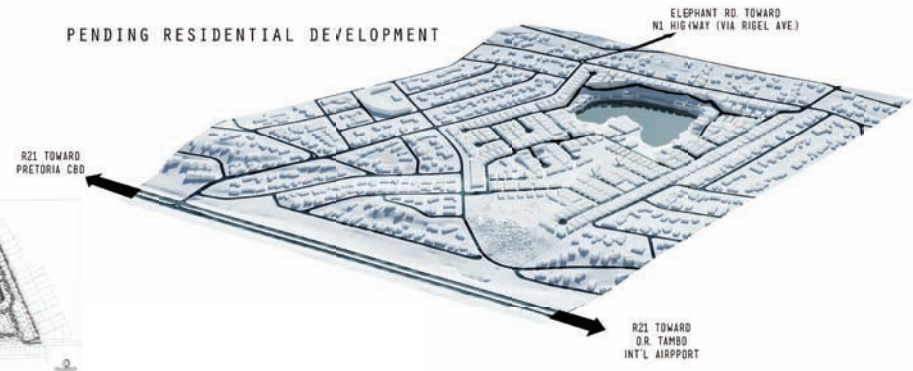 PENDING RESIDENTIAL DEVELOPMENT
ELEPHANT RD. TOWARD
N1 HIGHWAY (VIA RIGEL AVE.)
R21 TOWARD
PRETORIA CBD
R21 TOWARD
O.R. TAMBO
INT'L AIRPPORT